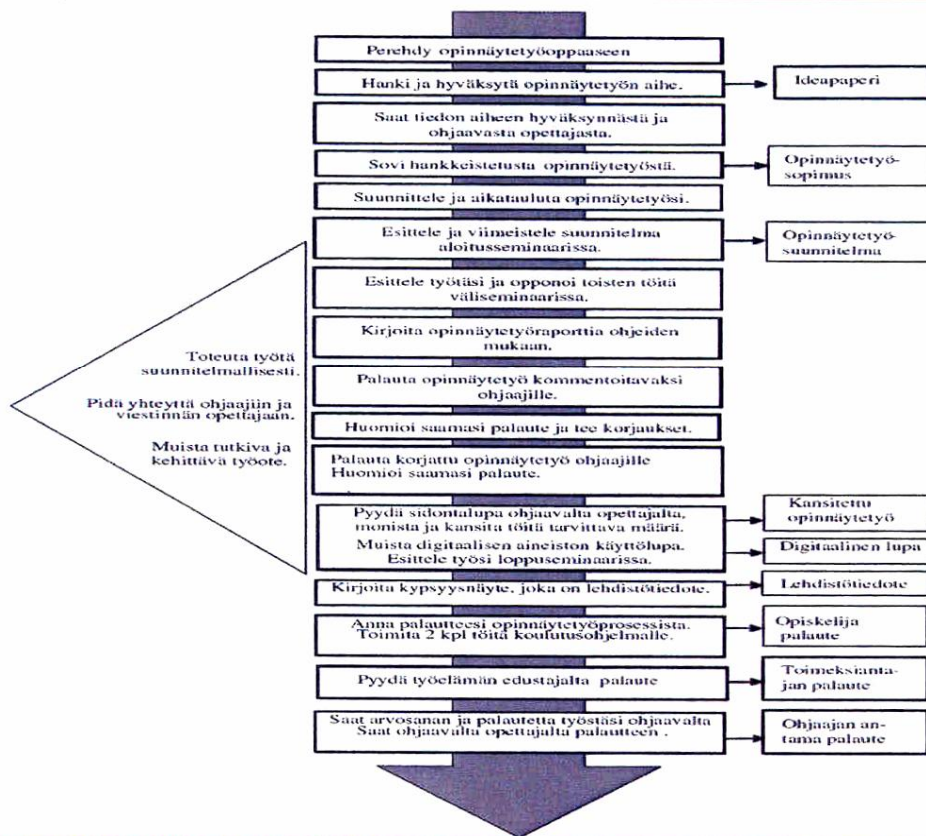 Perehdy opinnäytetyöoppaaseen
Hanki ja hyväksytä opinnäytetyön aihe.
Ideapaperi
Saat tiedon aiheen hyväksynnästä ja
ohjaavasta opettajasta.
Sovi hankkeistetusta opinnäytetyöstä.
Opinnäytetyö-
sopimus
Suunnittele ja aikatauluta opinnäytetyösi.
Esittele ja viimeistele suunnitelma
aloitusseminaarissa.
Opinnäytetyö-
suunnitelma
Esittele työtäsi ja opponoi toisten töitä
väliseminaarissa.
Kirjoita opinnäytetyöraporttia ohjeiden
mukaan.
Toteuta työtä
suunnitelmallisesti.
Pidä yhteyttä ohjaajiin ja
viestinnän opettajaan.
Muista tutkiva ja
kehittävä työote.
Palauta opinnäytetyö kommentoitavaksi
ohjaajille.
Huomioi saamasi palaute ja tee korjaukset.
Palauta korjattu opinnäytetyö ohjaajille
Huomioi saamasi palaute.
Pyydä sidontalupa ohjaavalta opettajalta,
monista ja kansita töitä tarvittava määrä.
Muista digitaalisen aineiston käyttölupa.
Esittele työsi loppuseminaarissa.
Kansitettu
opinnäytetyö
Digitaalinen lupa
Kirjoita kypsyysnäyte, joka on lehdistötiedote.
Lehdistötiedote
Anna palautteesi opinnäytetyöprosessista.
Toimita 2 kpl töitä koulutusohjelmalle.
Opiskelija
palaute
Pyydä työelämän edustajalta palaute
Toimeksianta-
jan palaute
Saat arvosanan ja palautetta työstäsi ohjaavalta
Saat ohjaavalta opettajalta palautteen .
Ohjaajan an-
tama palaute